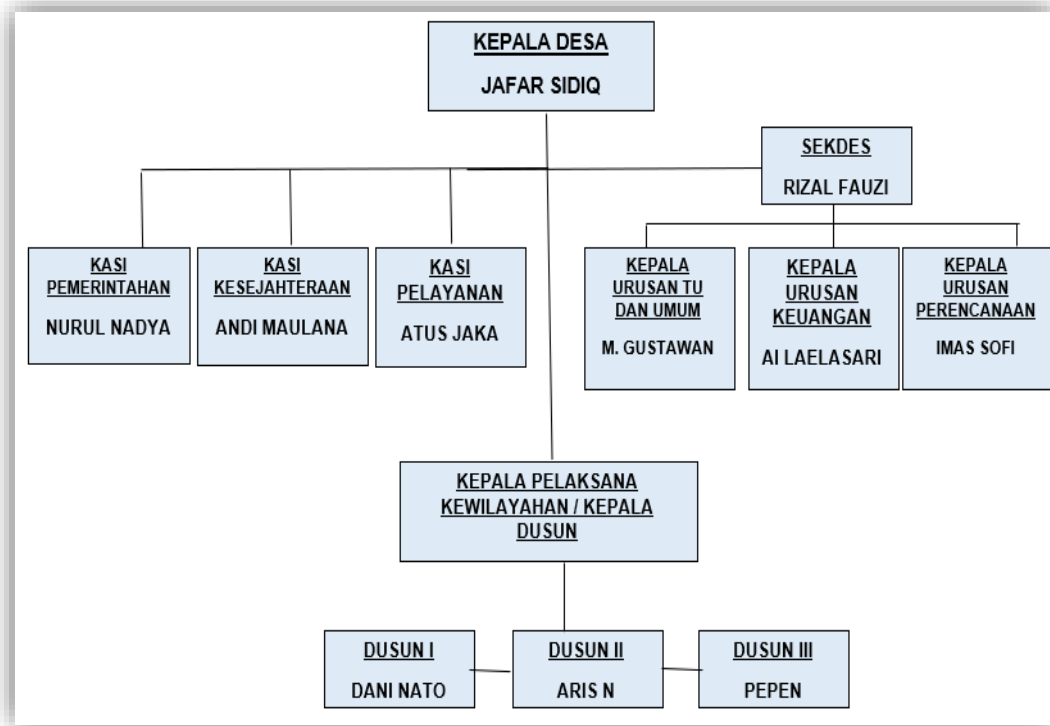 KEPALA DESA
JAFAR SIDIQ
SEKDES
RIZAL FAUZI
KASI
PEMERINTAHAN
NURUL NADYA
KASI
KESEJAHTERAAN
ANDI MAULANA
KASI
PELAYANAN
ATUS JAKA
KEPALA
URUSAN TU
DAN UMUM
M. GUSTAWAN
KEPALA
URUSAN
KEUANGAN
AI LAELASARI
KEPALA
URUSAN
PERENCANAAN
IMAS SOFI
KEPALA PELAKSANA
KEWILAYAHAN / KEPALA
DUSUN
DUSUN I
DANI NATO
DUSUN II
ARIS N
DUSUN III
PEPEN